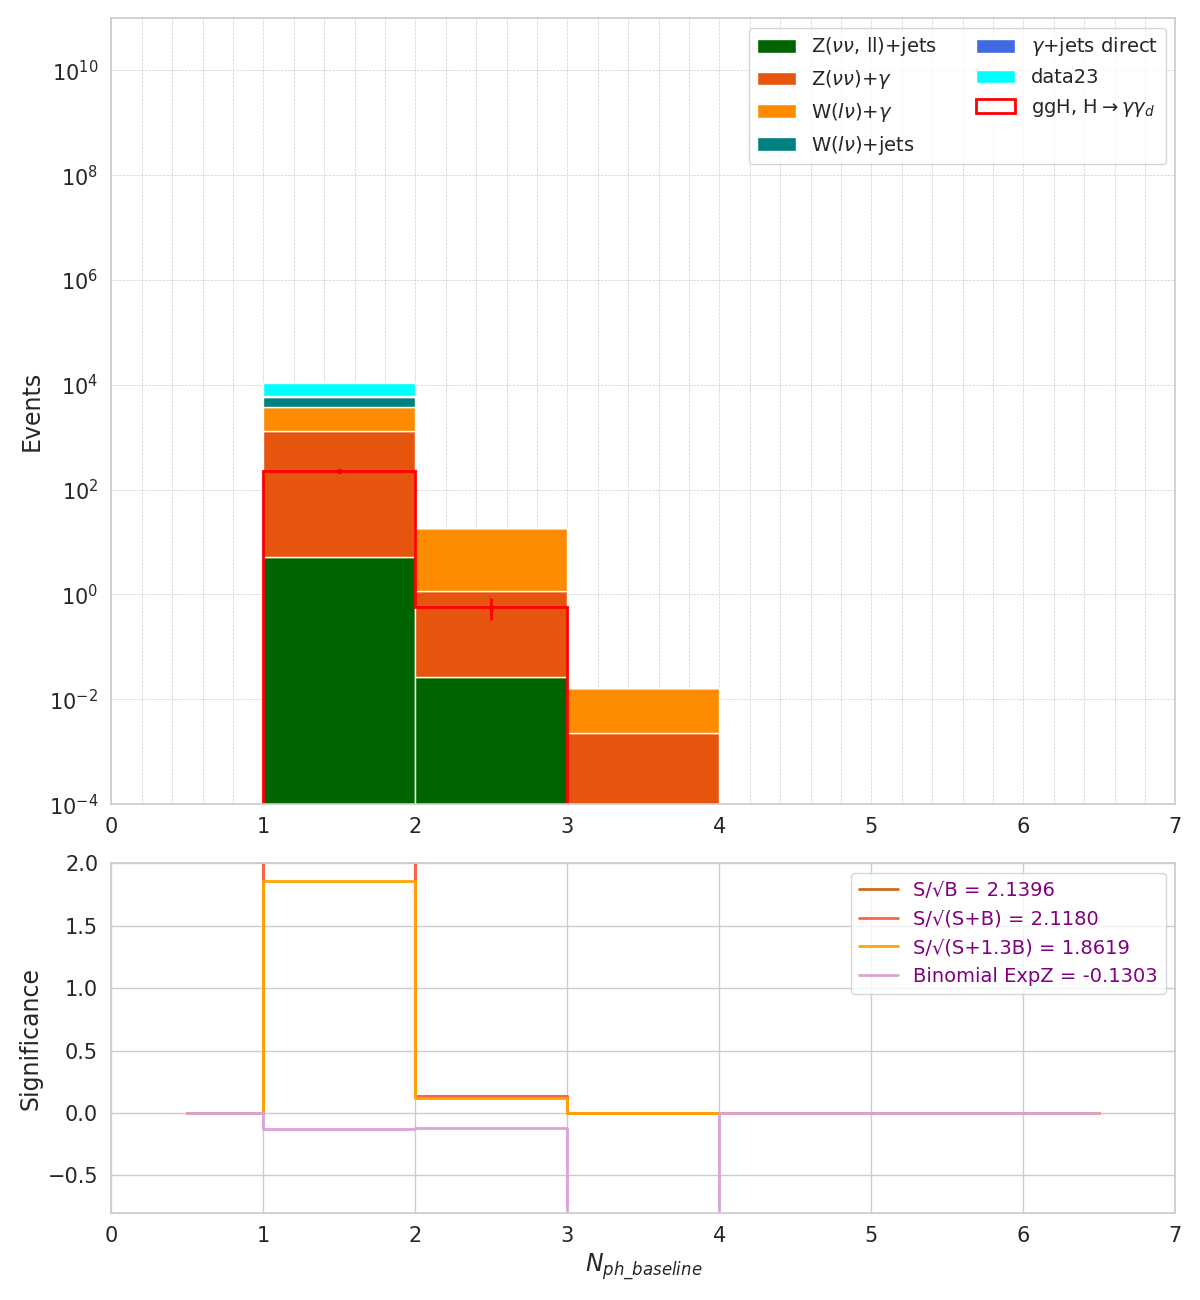 Events
10^10
10^8
10^6
10^4
10^2
10^0
10^−2
10^−4
0 1 2 3 4 5 6 7
Z(νν, ll)+jets
Z(νν)+γ
W(lν)+γ
W(lν)+jets
γ+jets direct
data23
ggH, H→γγ_d
Significance
2.0
1.5
1.0
0.5
0.0
−0.5
S/√B = 2.1396
S/√(S+B) = 2.1180
S/√(S+1.3B) = 1.8619
Binomial ExpZ = -0.1303
0 1 2 3 4 5 6 7
N_ph_baseline